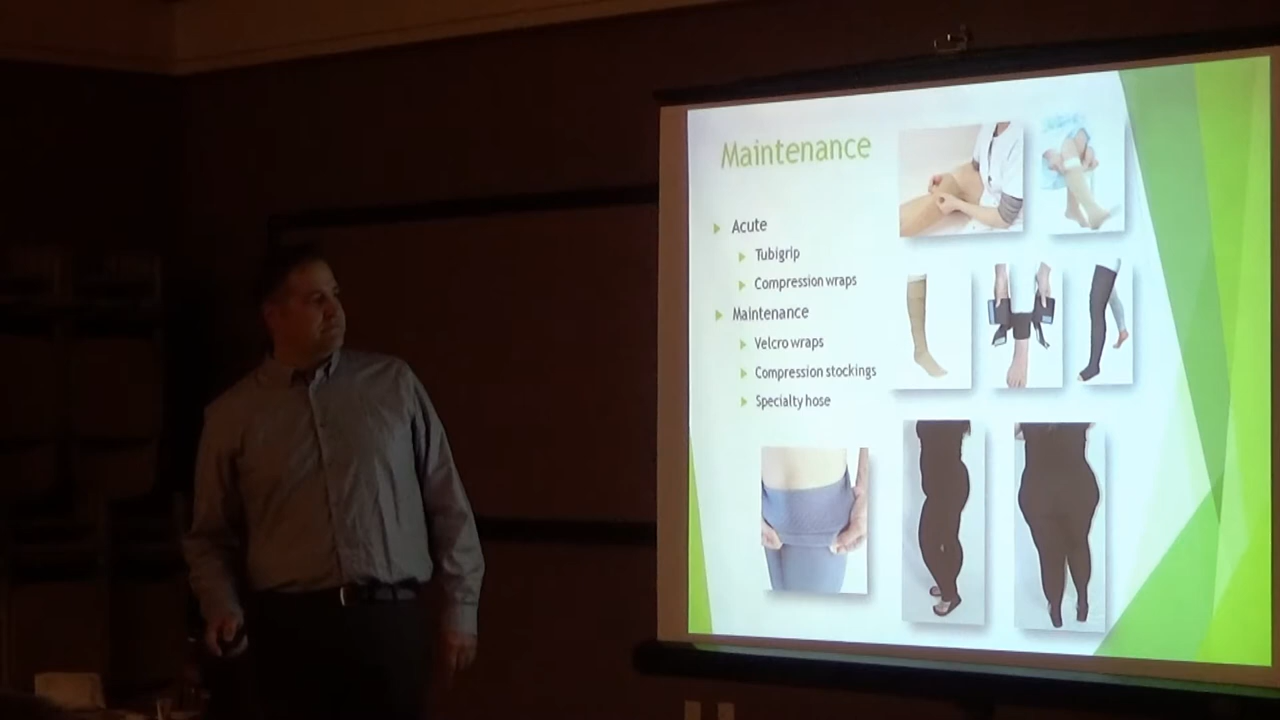 Maintenance
Acute
Tubigrip
Compression wraps
Maintenance
Velcro wraps
Compression stockings
Specialty hose